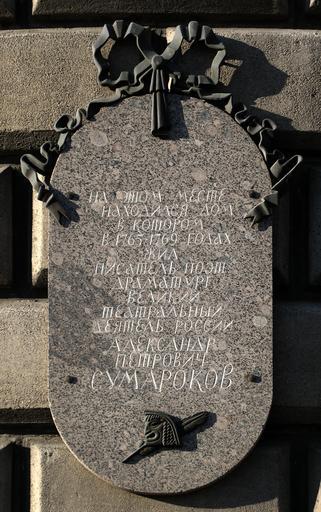 НА ЭТОМ МЕСТЕ
НАХОДИЛСЯ ДОМ
В КОТОРОМ
В 1765-1769 ГОДАХ
ЖИЛ
ПИСАТЕЛЬ ПОЭТ
ДРАМАТУРГ
ВЕЛИКИЙ
ТЕАТРАЛЬНЫЙ
ДЕЯТЕЛЬ РОССИИ
АЛЕКСАНДР
ПЕТРОВИЧ
СУМАРОКОВ